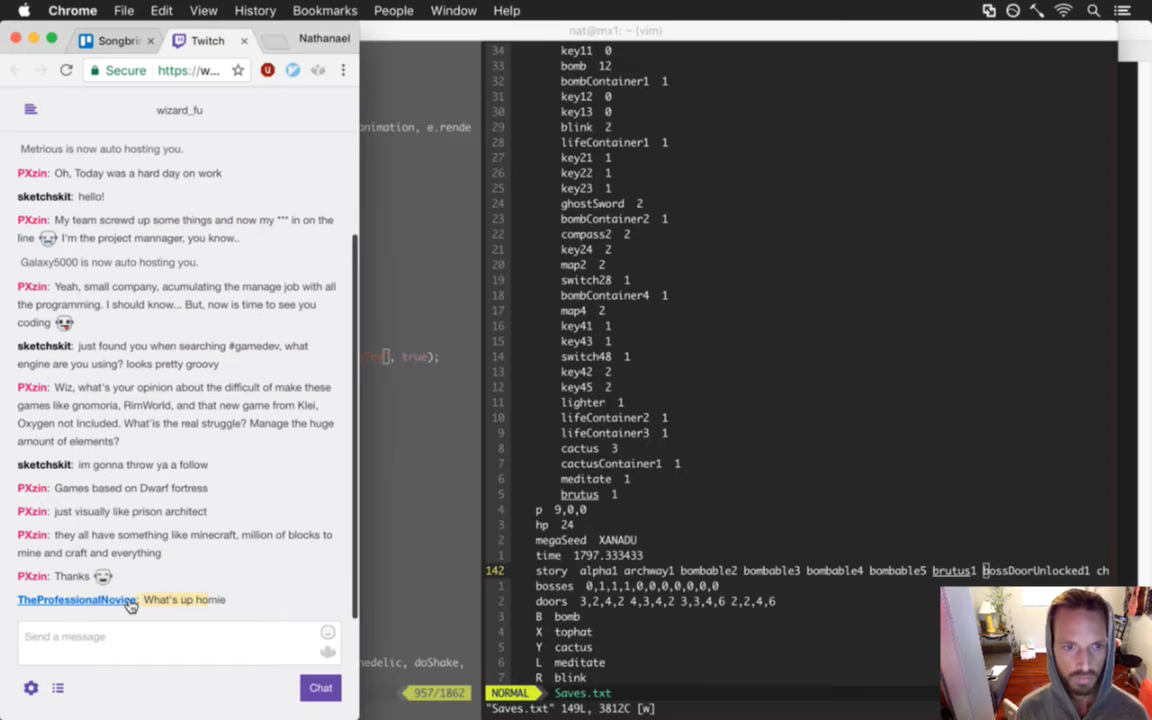 Chrome File Edit View History Bookmarks People Window Help
Songbrin
Twitch
Nathanael
Secure https://w...
nat@mx1: ~ (vim)
wizard_fu
Metrious is now auto hosting you.
PXzin: Oh, Today was a hard day on work
sketchskit: hello!
PXzin: My team screwd up some things and now my *** in on the
line I'm the project mannager, you know..
Galaxy5000 is now auto hosting you.
PXzin: Yeah, small company, acumulating the manage job with all
the programming. I should know... But, now is time to see you
coding
sketchskit: just found you when searching #gamedev, what
engine are you using? looks pretty groovy
PXzin: Wiz, what's your opinion about the difficult of make these
games like gnomoria, RimWorld, and that new game from Klei,
Oxygen not Included. What'is the real struggle? Manage the huge
amount of elements?
sketchskit: im gonna throw ya a follow
PXzin: Games based on Dwarf fortress
PXzin: just visually like prison architect
PXzin: they all have something like minecraft, million of blocks to
mine and craft and everything
PXzin: Thanks
TheProfessionalNovice: What's up homie
Send a message
Chat
nimation, e.rende
[], true);
nedelic, doShake,
957/1862
34 key11 0
33 bomb 12
32 bombContainer1 1
31 key12 0
30 key13 0
29 blink 2
28 lifeContainer1 1
27 key21 1
26 key22 1
25 key23 1
24 ghostSword 2
23 bombContainer2 1
22 compass2 2
21 key24 2
20 map2 2
19 switch28 1
18 bombContainer4 1
17 map4 2
16 key41 1
15 key43 1
14 switch48 1
13 key42 2
12 key45 2
11 lighter 1
10 lifeContainer2 1
9 lifeContainer3 1
8 cactus 3
7 cactusContainer1 1
6 meditate 1
5 brutus 1
4 p 9,0,0
3 hp 24
2 megaSeed XANADU
1 time 1797.333433
142 story alpha1 archway1 bombable2 bombable3 bombable4 bombable5 brutus1 bossDoorUnlocked1 ch
1 bosses 0,1,1,1,0,0,0,0,0,0,0
2 doors 3,2,4,2 4,3,4,2 3,3,4,6 2,2,4,6
3 B bomb
4 X tophat
5 Y cactus
6 L meditate
7 R blink
NORMAL Saves.txt
"Saves.txt" 149L, 3812C [w]